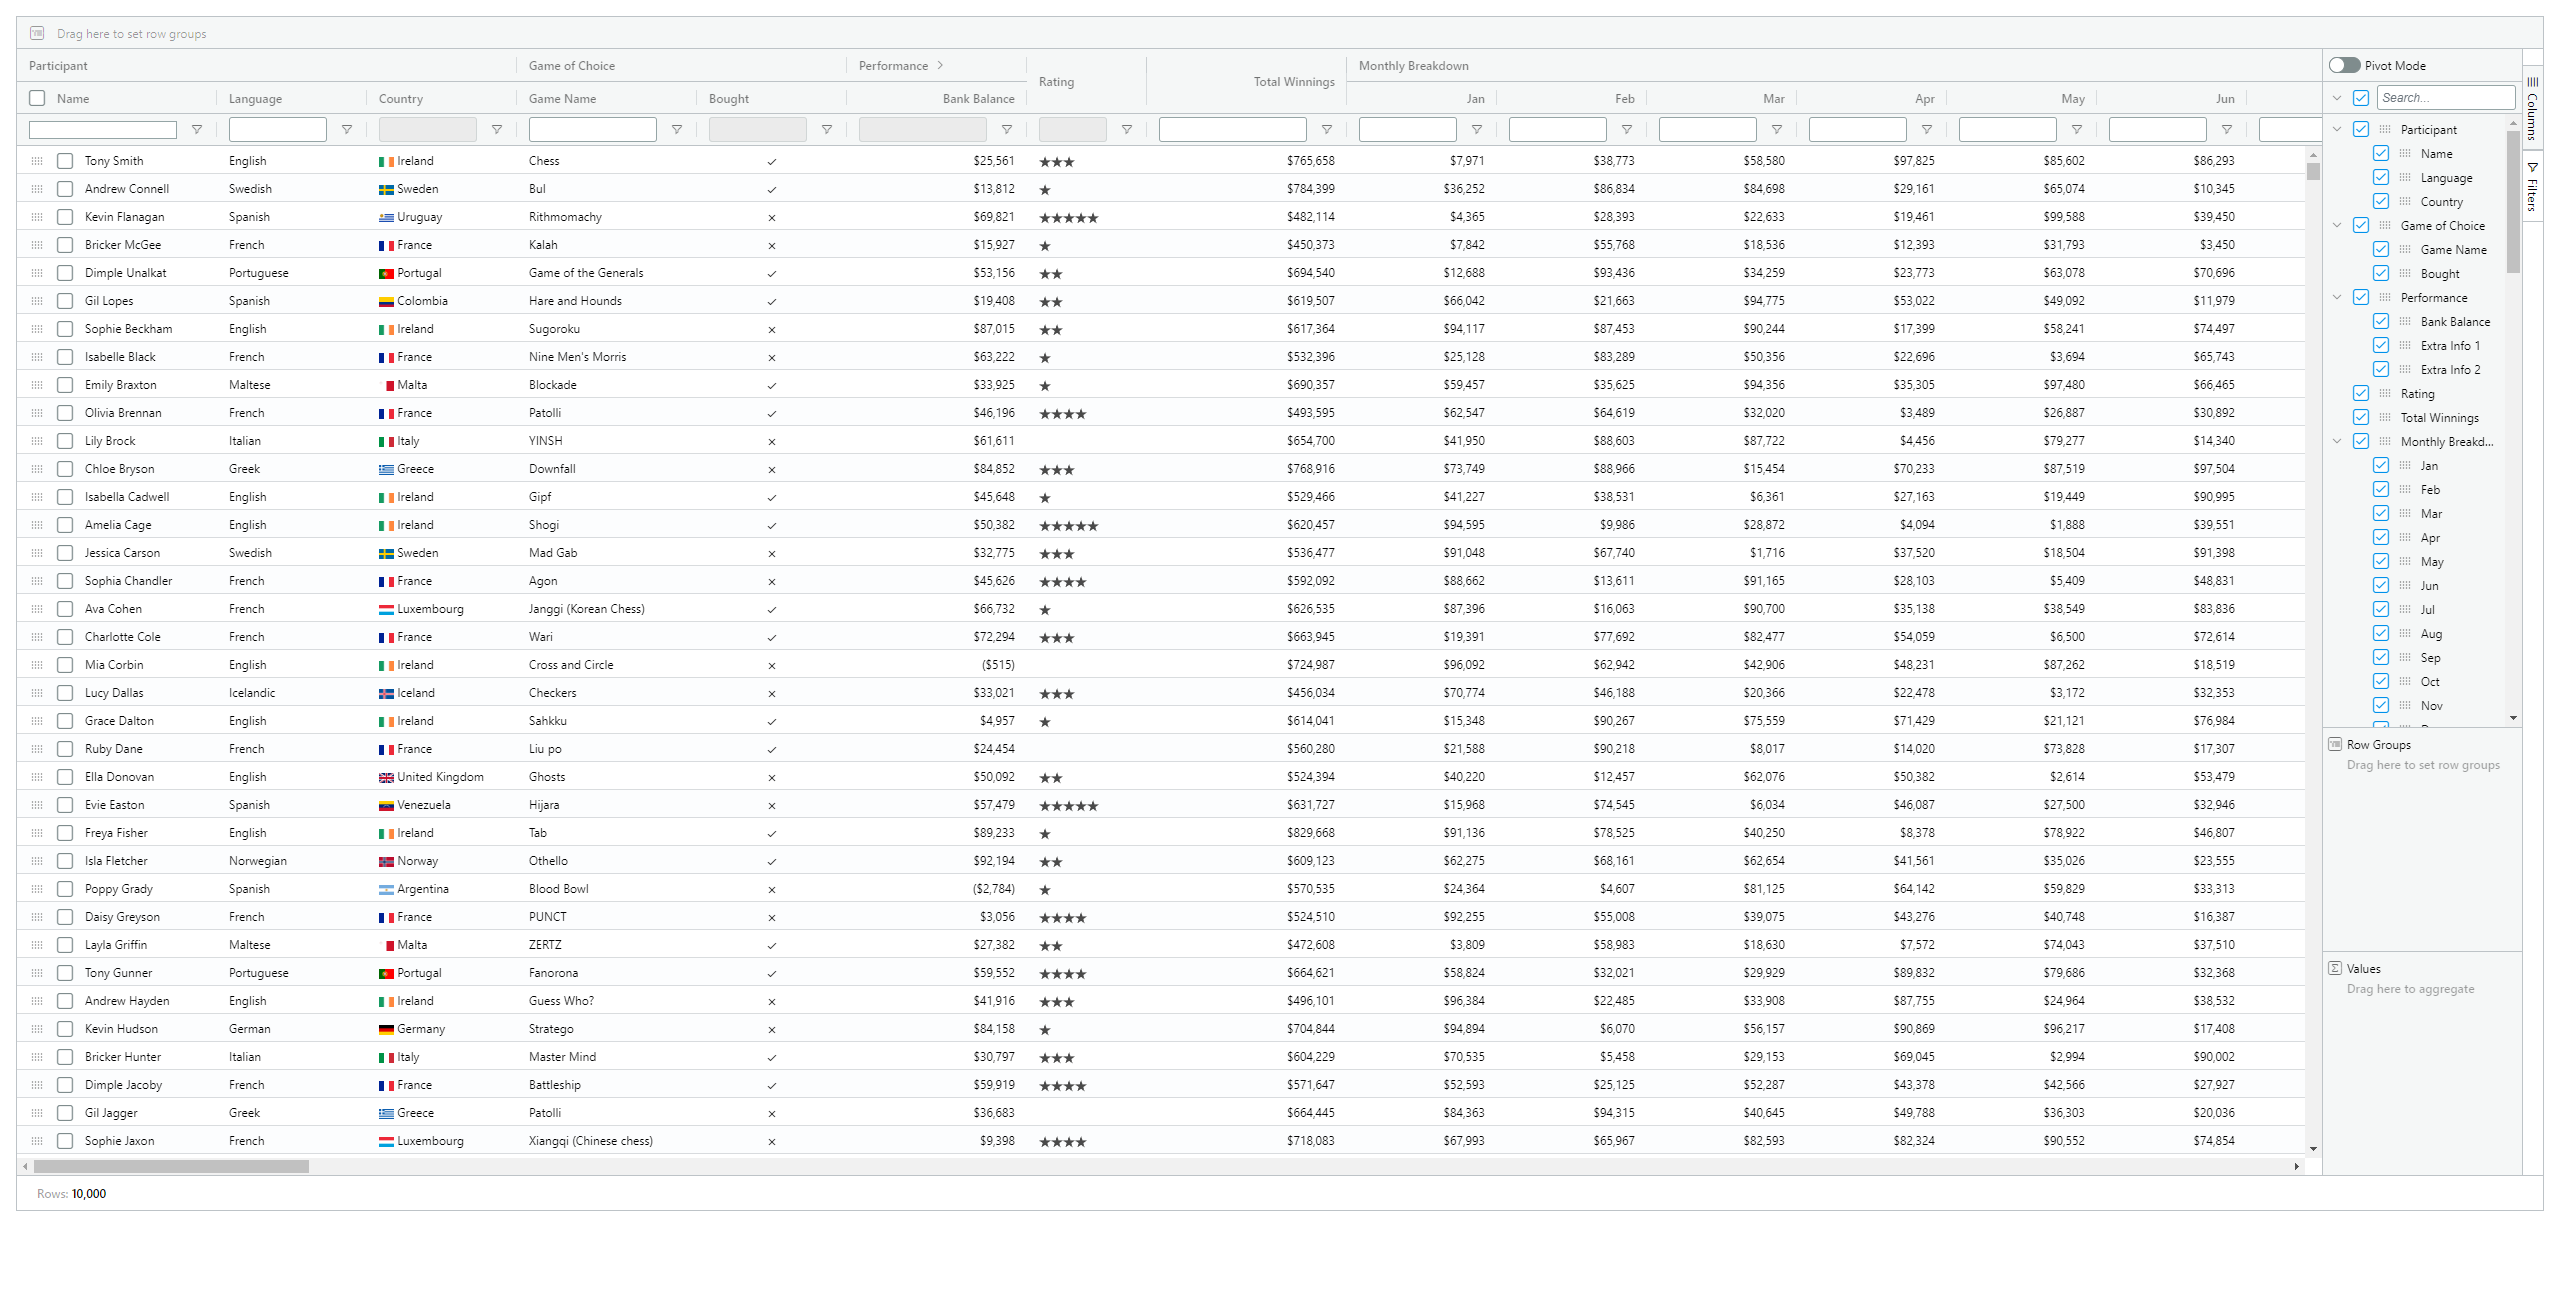 Drag here to set row groups
Participant Game of Choice Performance Rating Total Winnings Monthly Breakdown
Name Language Country Game Name Bought Bank Balance Jan Feb Mar Apr May Jun
Tony Smith English Ireland Chess ✓ $25,561 ★★★ $765,658 $7,971 $38,773 $58,580 $97,825 $85,602 $86,293
Andrew Connell Swedish Sweden Bul ✓ $13,812 ★ $784,399 $36,252 $86,834 $84,698 $29,161 $65,074 $10,345
Kevin Flanagan Spanish Uruguay Rithmomachy × $69,821 ★★★★★ $482,114 $4,365 $28,393 $22,633 $19,461 $99,588 $39,450
Bricker McGee French France Kalah × $15,927 ★ $450,373 $7,842 $55,768 $18,536 $12,393 $31,793 $3,450
Dimple Unalkat Portuguese Portugal Game of the Generals ✓ $53,156 ★★ $694,540 $12,688 $93,436 $34,259 $23,773 $63,078 $70,696
Gil Lopes Spanish Colombia Hare and Hounds ✓ $19,408 ★★ $619,507 $66,042 $21,663 $94,775 $53,022 $49,092 $11,979
Sophie Beckham English Ireland Sugoroku × $87,015 ★★ $617,364 $94,117 $87,453 $90,244 $17,399 $58,241 $74,497
Isabelle Black French France Nine Men's Morris × $63,222 ★ $532,396 $25,128 $83,289 $50,356 $22,696 $3,694 $65,743
Emily Braxton Maltese Malta Blockade ✓ $33,925 ★ $690,357 $59,457 $35,625 $94,356 $35,305 $97,480 $66,465
Olivia Brennan French France Patolli ✓ $46,196 ★★★★ $493,595 $62,547 $64,619 $32,020 $3,489 $26,887 $30,892
Lily Brock Italian Italy YINSH × $61,611 $654,700 $41,950 $88,603 $87,722 $4,456 $79,277 $14,340
Chloe Bryson Greek Greece Downfall × $84,852 ★★★ $768,916 $73,749 $88,966 $15,454 $70,233 $87,519 $97,504
Isabella Cadwell English Ireland Gipf ✓ $45,648 ★ $529,466 $41,227 $38,531 $6,361 $27,163 $19,449 $90,995
Amelia Cage English Ireland Shogi ✓ $50,382 ★★★★★ $620,457 $94,595 $9,986 $28,872 $4,094 $1,888 $39,551
Jessica Carson Swedish Sweden Mad Gab × $32,775 ★★★ $536,477 $91,048 $67,740 $1,716 $37,520 $18,504 $91,398
Sophia Chandler French France Agon × $45,626 ★★★★ $592,092 $88,662 $13,611 $91,165 $28,103 $5,409 $48,831
Ava Cohen French Luxembourg Janggi (Korean Chess) ✓ $66,732 ★ $626,535 $87,396 $16,063 $90,700 $35,138 $38,549 $83,836
Charlotte Cole French France Wari ✓ $72,294 ★★★ $663,945 $19,391 $77,692 $82,477 $54,059 $6,500 $72,614
Mia Corbin English Ireland Cross and Circle × ($515) $724,987 $96,092 $62,942 $42,906 $48,231 $87,262 $18,519
Lucy Dallas Icelandic Iceland Checkers × $33,021 ★★★ $456,034 $70,774 $46,188 $20,366 $22,478 $3,172 $32,353
Grace Dalton English Ireland Sahkku ✓ $4,957 ★ $614,041 $15,348 $90,267 $75,559 $71,429 $21,121 $76,984
Ruby Dane French France Liu po ✓ $24,454 $560,280 $21,588 $90,218 $8,017 $14,020 $73,828 $17,307
Ella Donovan English United Kingdom Ghosts × $50,092 ★★ $524,394 $40,220 $12,457 $62,076 $50,382 $2,614 $53,479
Evie Easton Spanish Venezuela Hijara × $57,479 ★★★★★ $631,727 $15,968 $74,545 $6,034 $46,087 $27,500 $32,946
Freya Fisher English Ireland Tab ✓ $89,233 ★ $829,668 $91,136 $78,525 $40,250 $8,378 $78,922 $46,807
Isla Fletcher Norwegian Norway Othello ✓ $92,194 ★★ $609,123 $62,275 $68,161 $62,654 $41,561 $35,026 $23,555
Poppy Grady Spanish Argentina Blood Bowl × ($2,784) ★ $570,535 $24,364 $4,607 $81,125 $64,142 $59,829 $33,313
Daisy Greyson French France PUNCT × $3,056 ★★★★ $524,510 $92,255 $55,008 $39,075 $43,276 $40,748 $16,387
Layla Griffin Maltese Malta ZERTZ ✓ $27,382 ★★ $472,608 $3,809 $58,983 $18,630 $7,572 $74,043 $37,510
Tony Gunner Portuguese Portugal Fanorona ✓ $59,552 ★★★★ $664,621 $58,824 $32,021 $29,929 $89,832 $79,686 $32,368
Andrew Hayden English Ireland Guess Who? × $41,916 ★★★ $496,101 $96,384 $22,485 $33,908 $87,755 $24,964 $38,532
Kevin Hudson German Germany Stratego × $84,158 ★ $704,844 $94,894 $6,070 $56,157 $90,869 $96,217 $17,408
Bricker Hunter Italian Italy Master Mind ✓ $30,797 ★★★ $604,229 $70,535 $5,458 $29,153 $69,045 $2,994 $90,002
Dimple Jacoby French France Battleship ✓ $59,919 ★★★★ $571,647 $52,593 $25,125 $52,287 $43,378 $42,566 $27,927
Gil Jagger Greek Greece Patolli × $36,683 $664,445 $84,363 $94,315 $40,645 $49,788 $36,303 $20,036
Sophie Jaxon French Luxembourg Xiangqi (Chinese chess) × $9,398 ★★★★ $718,083 $67,993 $65,967 $82,593 $82,324 $90,552 $74,854
Rows: 10,000
Pivot Mode
Search...
Participant
Name
Language
Country
Game of Choice
Game Name
Bought
Performance
Bank Balance
Extra Info 1
Extra Info 2
Rating
Total Winnings
Monthly Breakd...
Jan
Feb
Mar
Apr
May
Jun
Jul
Aug
Sep
Oct
Nov
Row Groups
Drag here to set row groups
Values
Drag here to aggregate
Columns
Filters